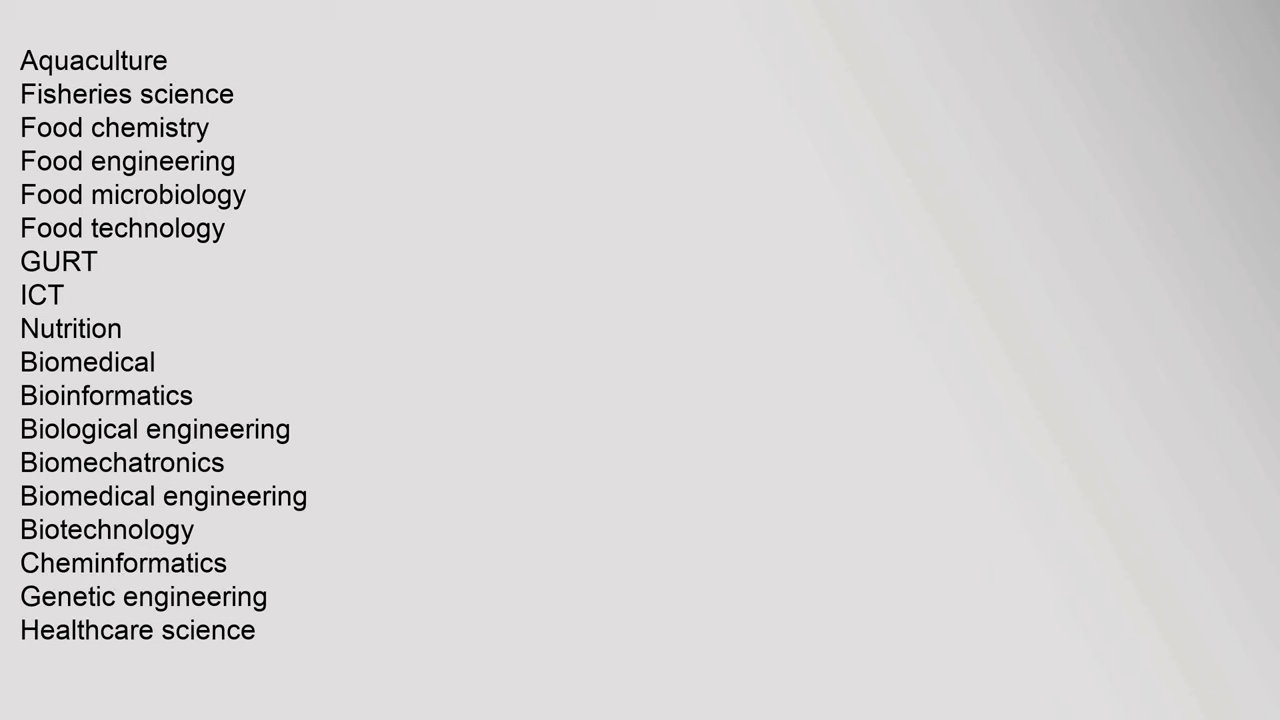 Aquaculture
Fisheries science
Food chemistry
Food engineering
Food microbiology
Food technology
GURT
ICT
Nutrition
Biomedical
Bioinformatics
Biological engineering
Biomechatronics
Biomedical engineering
Biotechnology
Cheminformatics
Genetic engineering
Healthcare science